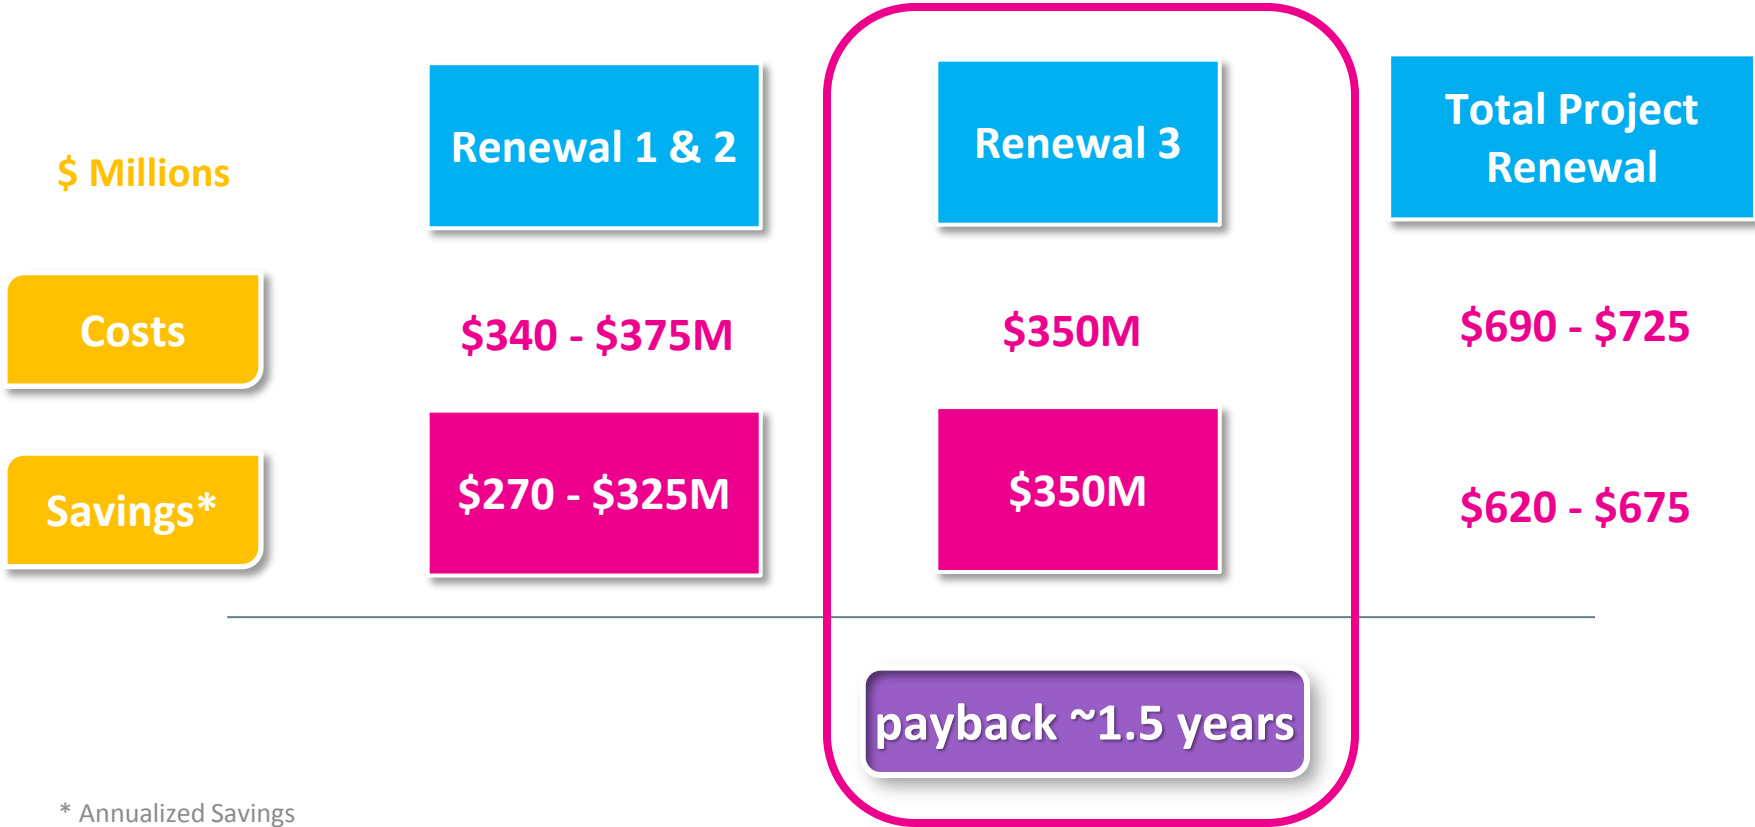 $ Millions
Renewal 1 & 2
Renewal 3
Total Project
Renewal
Costs
$340 - $375M
$350M
$690 - $725
Savings*
$270 - $325M
$350M
$620 - $675
payback ~1.5 years
* Annualized Savings